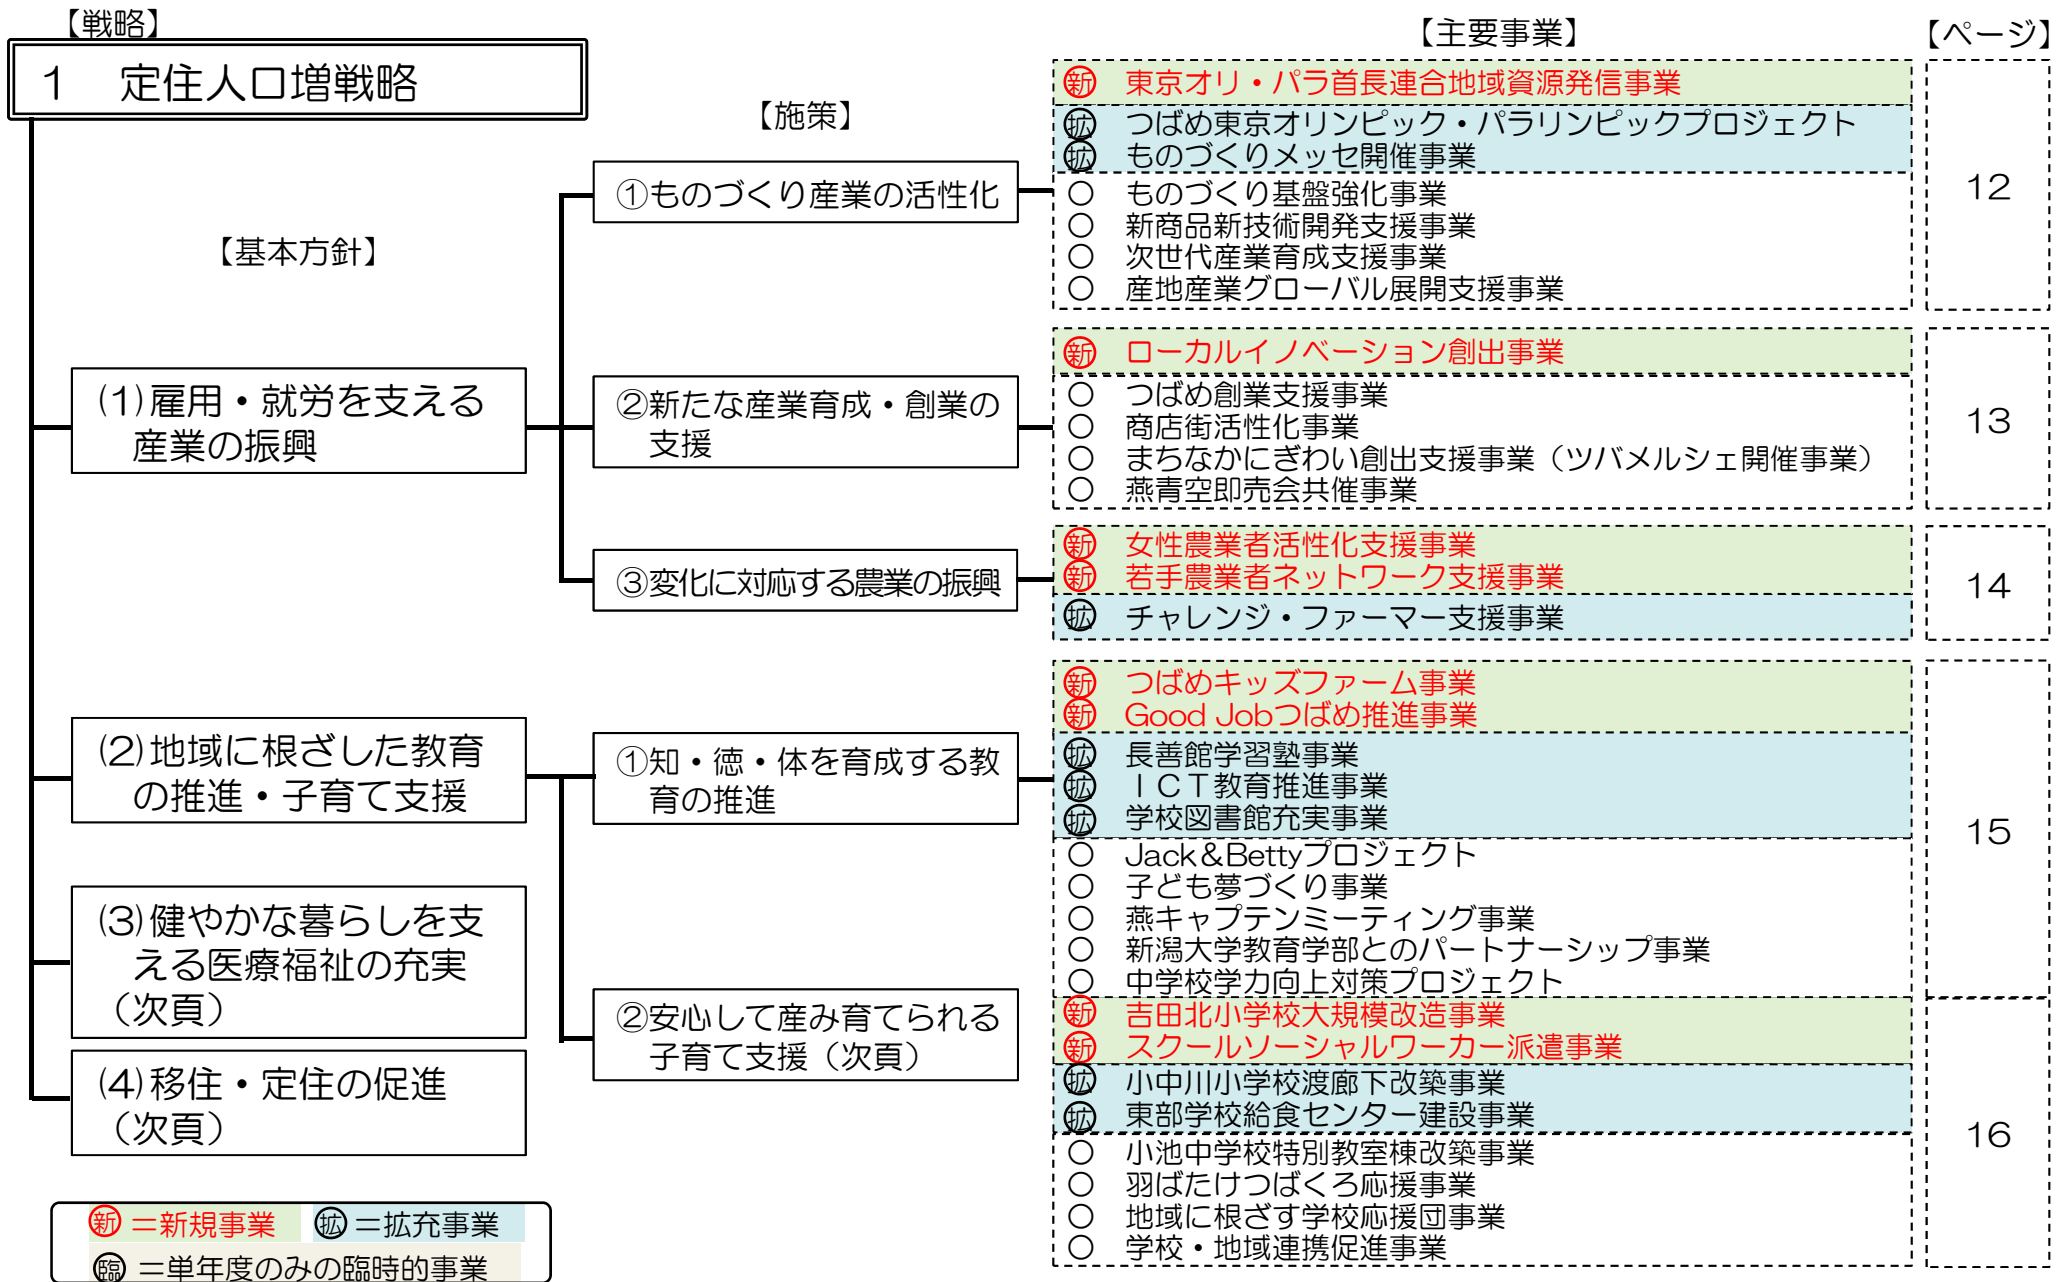 【戦略】
1 定住人口増戦略
【基本方針】
(1)雇用・就労を支える
産業の振興
(2)地域に根ざした教育
の推進・子育て支援
(3)健やかな暮らしを支
える医療福祉の充実
（次頁）
(4)移住・定住の促進
（次頁）
【施策】
①ものづくり産業の活性化
②新たな産業育成・創業の
支援
③変化に対応する農業の振興
①知・徳・体を育成する教
育の推進
②安心して産み育てられる
子育て支援（次頁）
【主要事業】
新 東京オリ・パラ首長連合地域資源発信事業
拡 つばめ東京オリンピック・パラリンピックプロジェクト
拡 ものづくりメッセ開催事業
○ ものづくり基盤強化事業
○ 新商品新技術開発支援事業
○ 次世代産業育成支援事業
○ 産地産業グローバル展開支援事業
新 ローカルイノベーション創出事業
○ つばめ創業支援事業
○ 商店街活性化事業
○ まちなかにぎわい創出支援事業（ツバメルシェ開催事業）
○ 燕青空即売会共催事業
新 女性農業者活性化支援事業
新 若手農業者ネットワーク支援事業
拡 チャレンジ・ファーマー支援事業
新 つばめキッズファーム事業
新 Good Jobつばめ推進事業
拡 長善館学習塾事業
拡 ＩＣＴ教育推進事業
拡 学校図書館充実事業
○ Jack＆Bettyプロジェクト
○ 子ども夢づくり事業
○ 燕キャプテンミーティング事業
○ 新潟大学教育学部とのパートナーシップ事業
○ 中学校学力向上対策プロジェクト
新 吉田北小学校大規模改造事業
新 スクールソーシャルワーカー派遣事業
拡 小中川小学校渡廊下改築事業
拡 東部学校給食センター建設事業
○ 小池中学校特別教室棟改築事業
○ 羽ばたけつばくろ応援事業
○ 地域に根ざす学校応援団事業
○ 学校・地域連携促進事業
【ページ】
12
13
14
15
16
新＝新規事業 拡＝拡充事業
臨＝単年度のみの臨時的事業